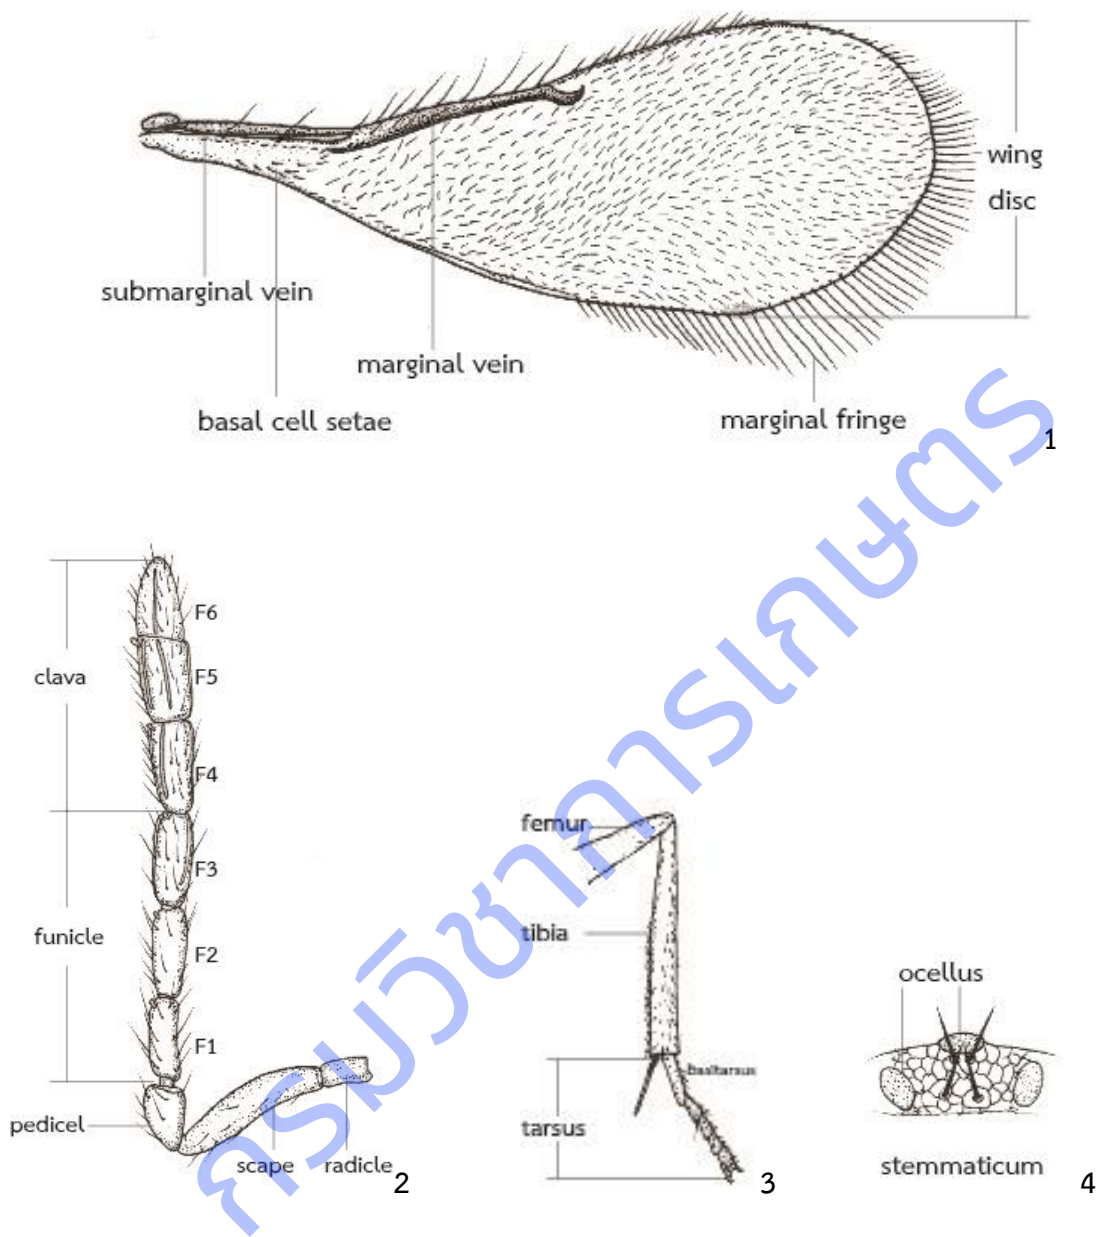 wing
disc
submarginal vein
marginal vein
basal cell setae
marginal fringe
1
F6
clava
F5
F4
F3
funicle
F2
F1
pedicel
scape
radicle
2
femur
tibia
Basitarsus
tarsus
3
ocellus
stemmaticum
4
กรมวิชาการเกษตร